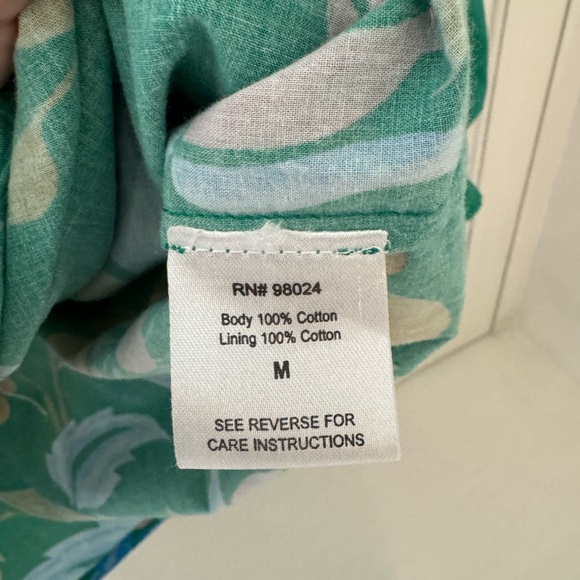 RN# 98024
Body 100% Cotton
Lining 100% Cotton
M
SEE REVERSE FOR
CARE INSTRUCTIONS